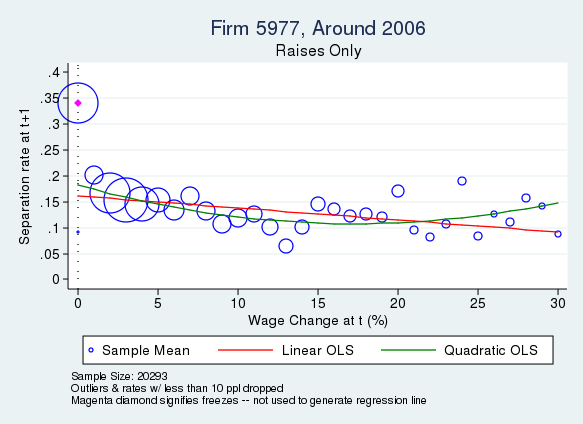 Firm 5977, Around 2006
Raises Only
.4
.35
.3
.25
.2
.15
.1
.05
0
Separation rate at t+1
0 5 10 15 20 25 30
Wage Change at t (%)
Sample Mean Linear OLS Quadratic OLS
Sample Size: 20293
Outliers & rates w/ less than 10 ppl dropped
Magenta diamond signifies freezes -- not used to generate regression line